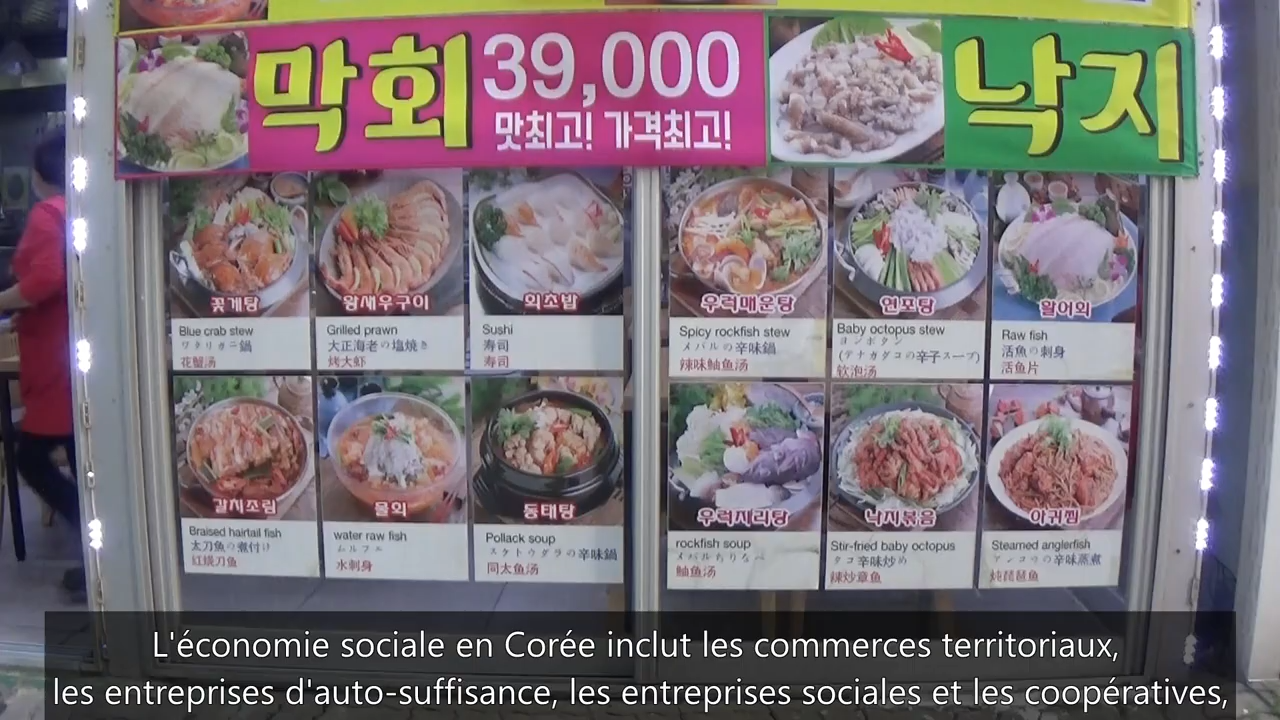 막회 39,000
맛최고! 가격최고!
낙지
꽃게탕
Blue crab stew
ワタリガニ鍋
花蟹汤
왕새우구이
Grilled prawn
大正海老の塩焼き
烤大虾
회초밥
Sushi
寿司
寿司
우럭매운탕
Spicy rockfish stew
メバルの辛味鍋
辣味鲉鱼汤
연포탕
Baby octopus stew
ヨンポタン
(テナガダコの辛子スープ)
软泡汤
활어회
Raw fish
活魚の刺身
活鱼片
갈치조림
Braised hairtail fish
太刀魚の煮付け
红烧刀鱼
물회
water raw fish
ムルフェ
水刺身
동태탕
Pollack soup
スケトウダラの辛味鍋
同太鱼汤
우럭지리탕
rockfish soup
メバルちりなべ
鲉鱼汤
낙지볶음
Stir-fried baby octopus
タコ辛味炒め
辣炒章鱼
아귀찜
Steamed anglerfish
アンコウの辛味蒸煮
炖琵琶鱼
L'économie sociale en Corée inclut les commerces territoriaux,
les entreprises d'auto-suffisance, les entreprises sociales et les coopératives,